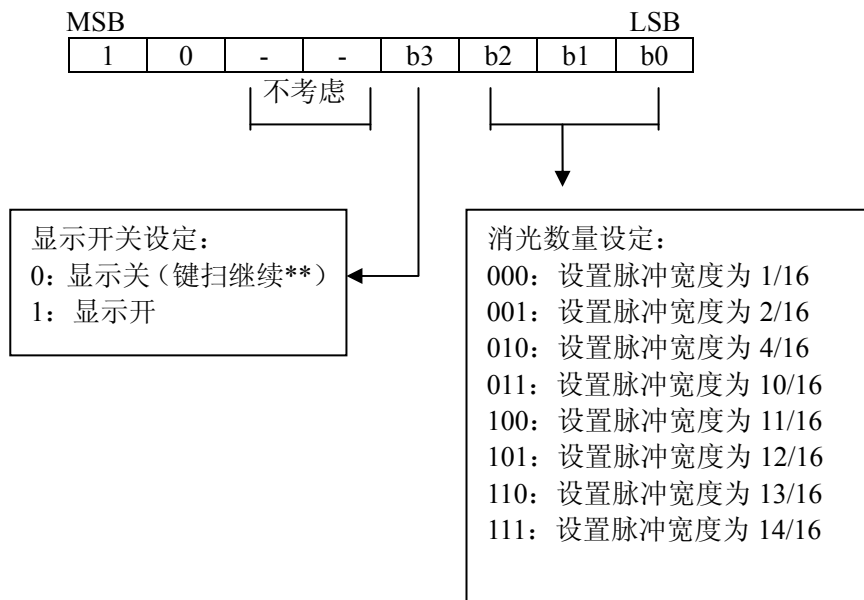 MSB LSB
1 0 - - b3 b2 b1 b0
不考虑
显示开关设定：
0：显示关（键扫继续**）
1：显示开
消光数量设定：
000：设置脉冲宽度为 1/16
001：设置脉冲宽度为 2/16
010：设置脉冲宽度为 4/16
011：设置脉冲宽度为 10/16
100：设置脉冲宽度为 11/16
101：设置脉冲宽度为 12/16
110：设置脉冲宽度为 13/16
111：设置脉冲宽度为 14/16